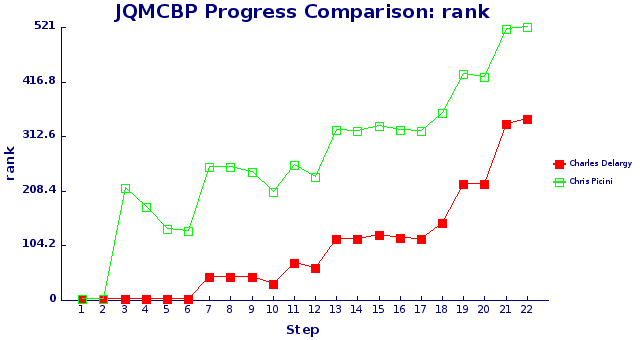 JQMCBP Progress Comparison: rank
521
416.8
312.6
208.4
104.2
0
rank
1 2 3 4 5 6 7 8 9 10 11 12 13 14 15 16 17 18 19 20 21 22
Step
Charles Delargy
Chris Picini